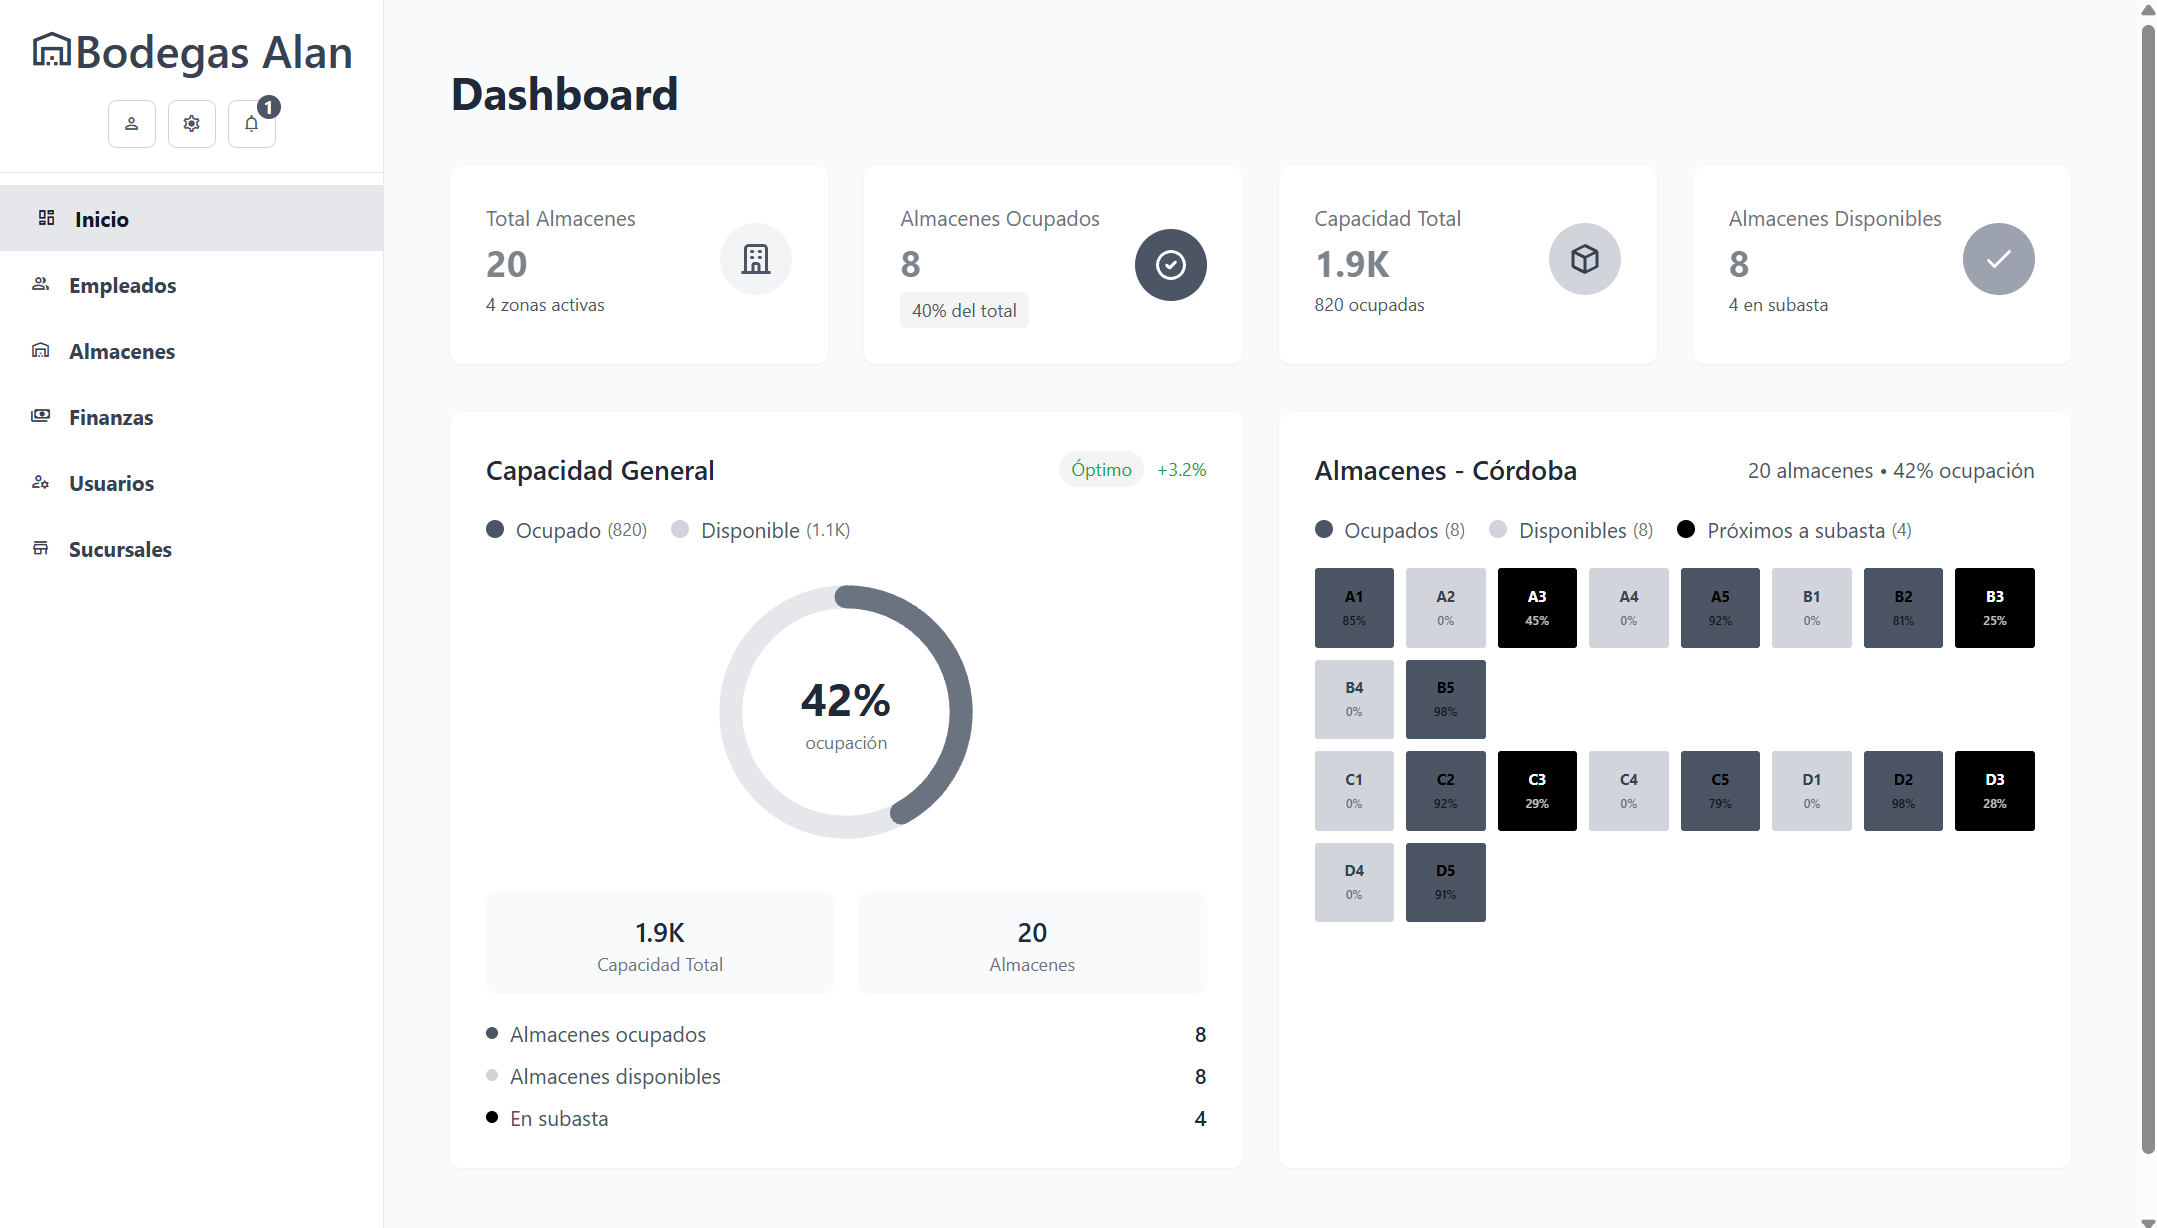 Bodegas Alan
1
Inicio
Empleados
Almacenes
Finanzas
Usuarios
Sucursales
Dashboard
Total Almacenes
20
4 zonas activas
Almacenes Ocupados
8
40% del total
Capacidad Total
1.9K
820 ocupadas
Almacenes Disponibles
8
4 en subasta
Capacidad General
Óptimo +3.2%
Ocupado (820) Disponible (1.1K)
42%
ocupación
1.9K
Capacidad Total
20
Almacenes
Almacenes ocupados 8
Almacenes disponibles 8
En subasta 4
Almacenes - Córdoba
20 almacenes • 42% ocupación
Ocupados (8) Disponibles (8) Próximos a subasta (4)
A1 A2 A3 A4 A5 B1 B2 B3
85% 0% 45% 0% 92% 0% 81% 25%
B4 B5
0% 98%
C1 C2 C3 C4 C5 D1 D2 D3
0% 92% 29% 0% 79% 0% 98% 28%
D4 D5
0% 91%